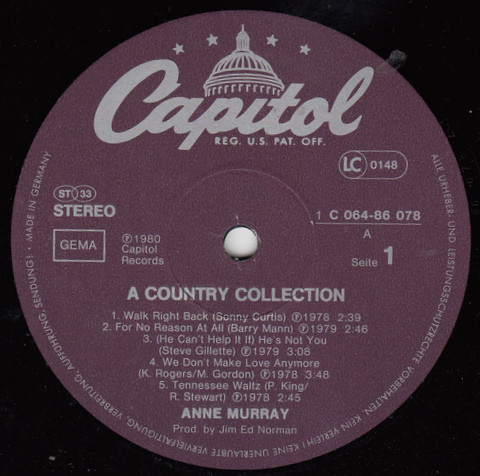 Capitol
REG. U.S. PAT. OFF.
LC 0148
ST 33
STEREO
GEMA
℗1980
Capitol
Records
1 C 064-86 078
A
Seite 1
A COUNTRY COLLECTION
1. Walk Right Back (Sonny Curtis) ℗1978 2:39
2. For No Reason At All (Barry Mann) ℗1979 2:46
3. (He Can't Help It If) He's Not You
(Steve Gillette) ℗1979 3:08
4. We Don't Make Love Anymore
(K. Rogers/M. Gordon) ℗1978 3:48
5. Tennessee Waltz (P. King/
R. Stewart) ℗1978 2:45
ANNE MURRAY
Prod. by Jim Ed Norman
ALLE URHEBER- UND LEISTUNGSSCHUTZRECHTE VORBEHALTEN. KEIN VERLEIH! KEINE UNERLAUBTE VERVIELFÄLTIGUNG, VERMIETUNG, AUFFÜHRUNG, SENDUNG! · MADE IN GERMANY